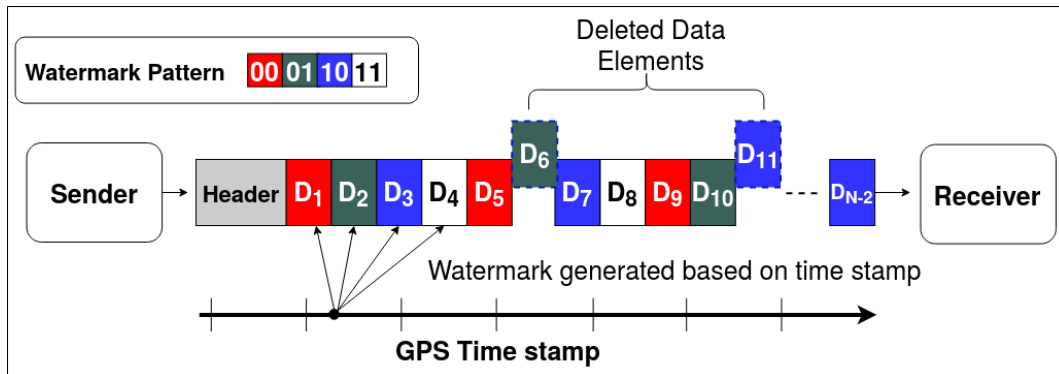 Deleted Data
Elements
Watermark Pattern 00 01 10 11
Sender
Header D1 D2 D3 D4 D5 D6 D7 D8 D9 D10 D11 DN-2
Receiver
Watermark generated based on time stamp
GPS Time stamp